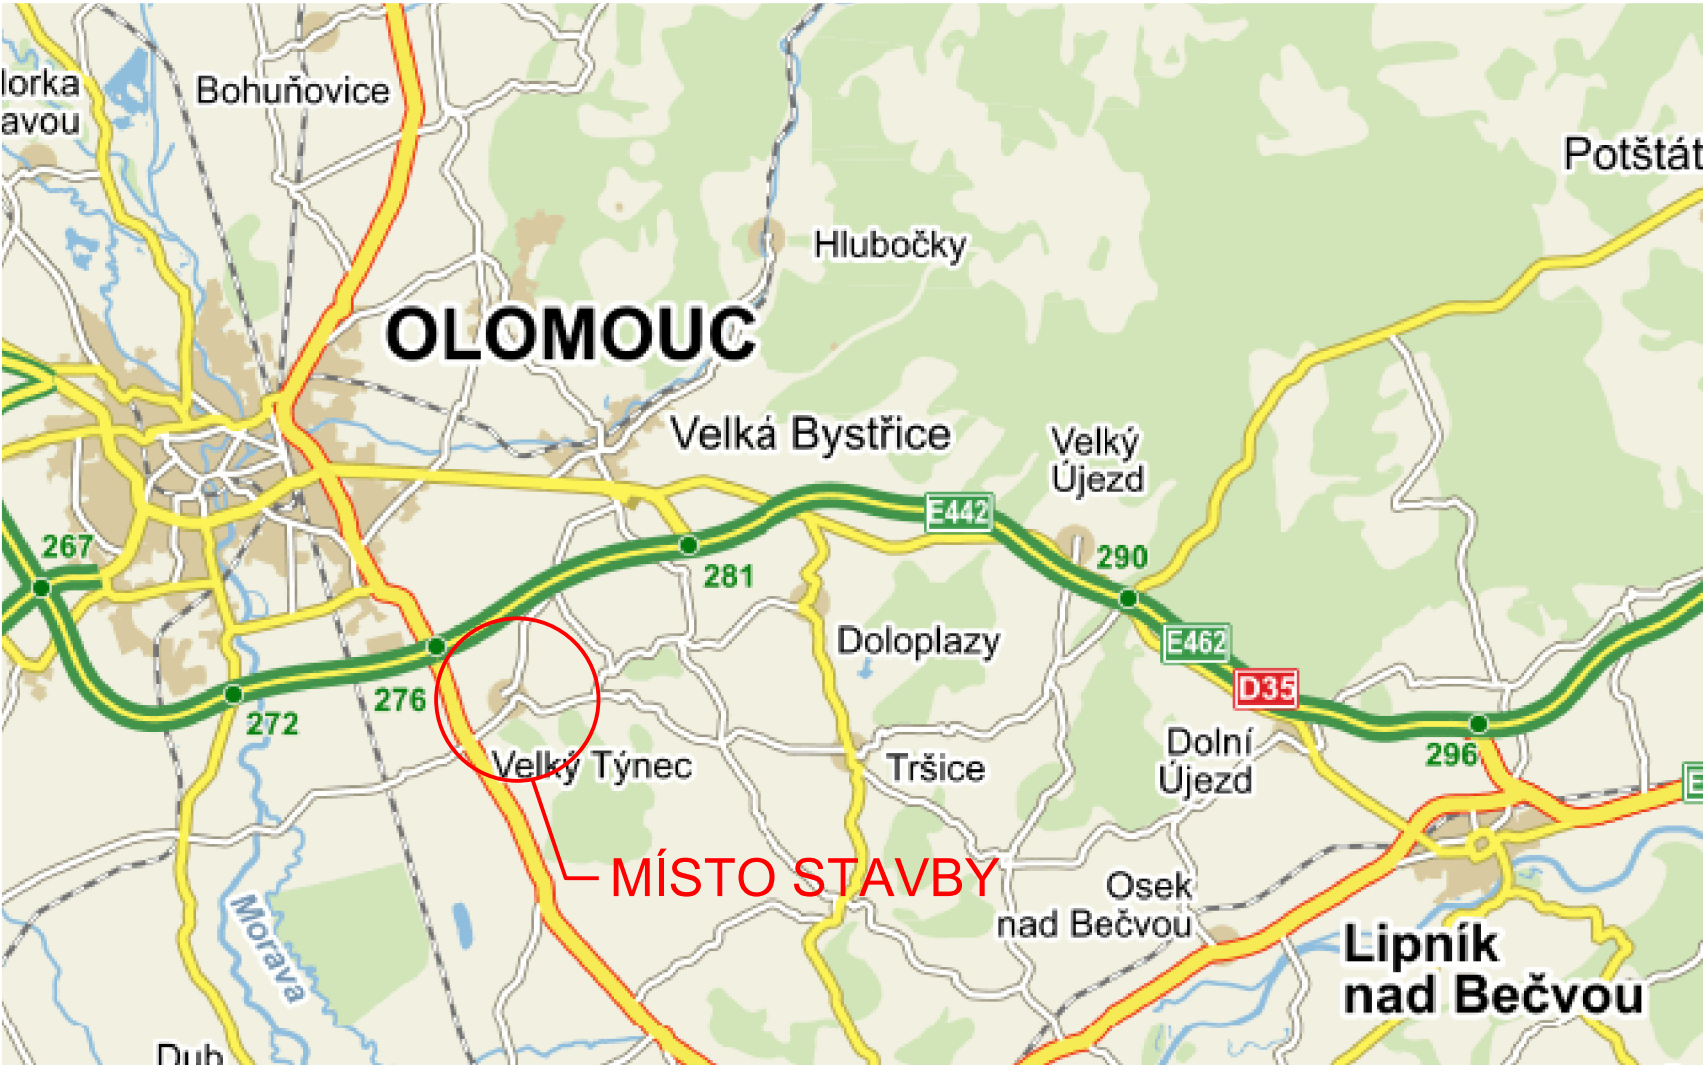 lorka
avou
Bohuňovice
Potštát
Hlubočky
OLOMOUC
Velká Bystřice
Velký
Újezd
E442
267
281
290
Doloplazy
E462
D35
276
272
Velký Týnec
Tršice
Dolní
Újezd
296
E
MÍSTO STAVBY
Osek
nad Bečvou
Morava
Lipník
nad Bečvou
Dub